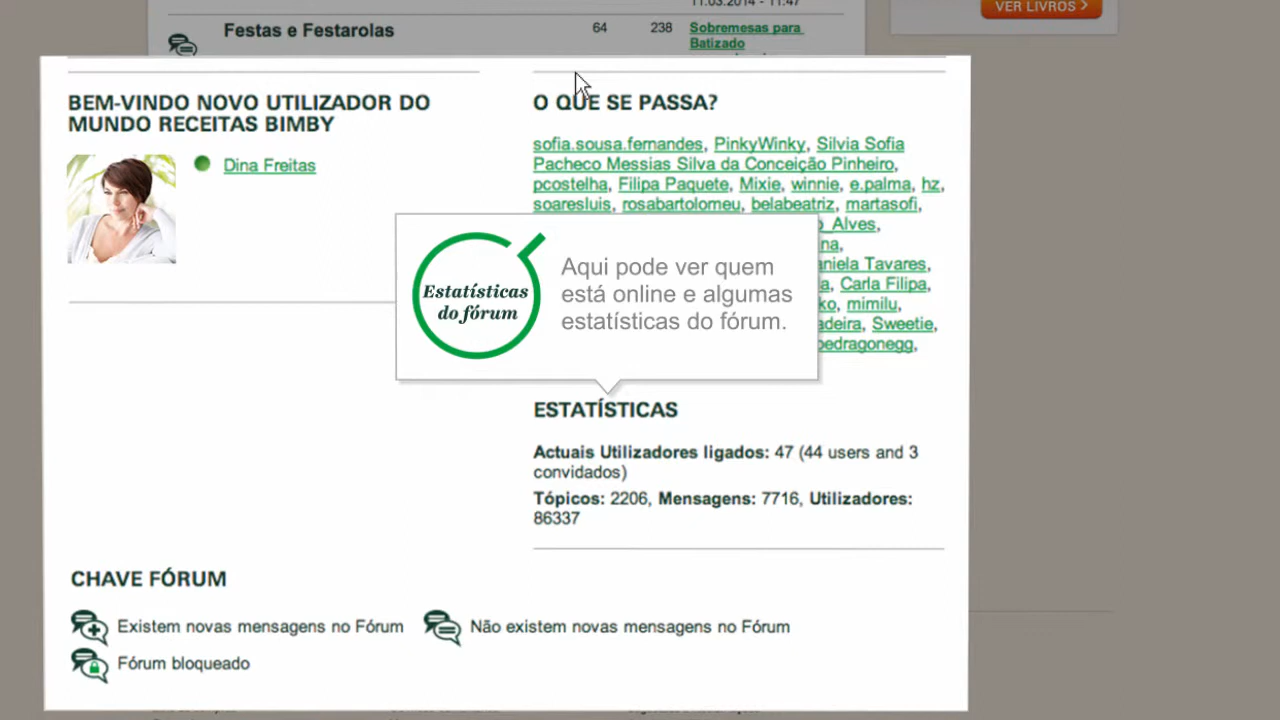 11.03.2014 - 11:47
VER LIVROS
Festas e Festarolas 64 238 Sobremesas para
Batizado
BEM-VINDO NOVO UTILIZADOR DO
MUNDO RECEITAS BIMBY
Dina Freitas
O QUE SE PASSA?
sofia.sousa.fernandes, PinkyWinky, Silvia Sofia
Pacheco Messias Silva da Conceição Pinheiro,
pcostelha, Filipa Paquete, Mixie, winnie, e.palma, hz,
soaresluis, rosabartolomeu, belabeatriz, martasofi,
_Alves,
na,
Tavares,
Carla Filipa,
ko, mimilu,
adeira, Sweetie,
pedragonegg,
Estatísticas
do fórum
Aqui pode ver quem
está online e algumas
estatísticas do fórum.
ESTATÍSTICAS
Actuais Utilizadores ligados: 47 (44 users and 3
convidados)
Tópicos: 2206, Mensagens: 7716, Utilizadores:
86337
CHAVE FÓRUM
Existem novas mensagens no Fórum
Não existem novas mensagens no Fórum
Fórum bloqueado